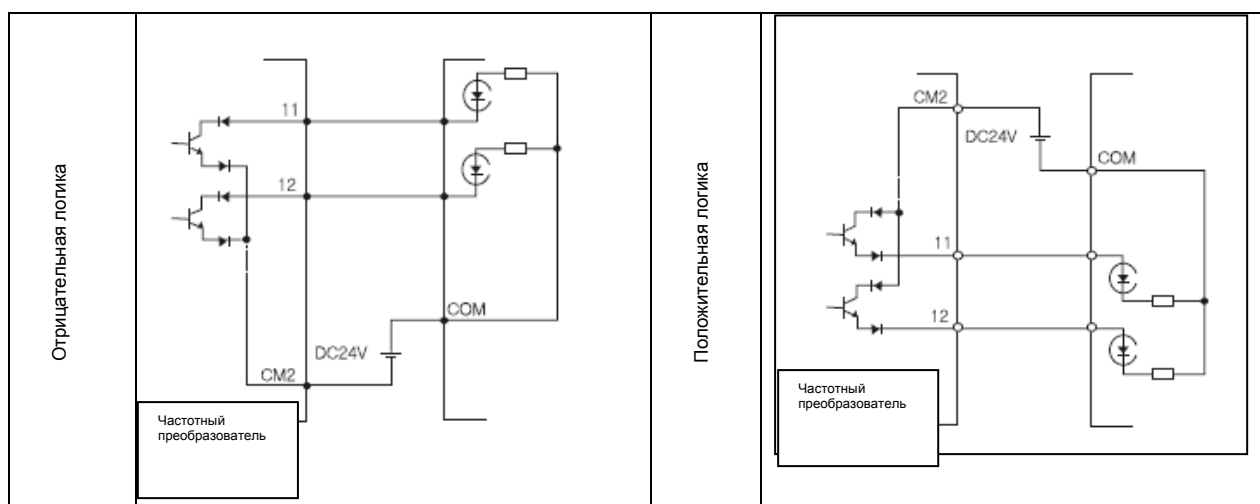 Отрицательная логика
11
12
COM
DC24V
CM2
Частотный
преобразователь
Положительная логика
CM2
DC24V
COM
11
12
Частотный
преобразователь